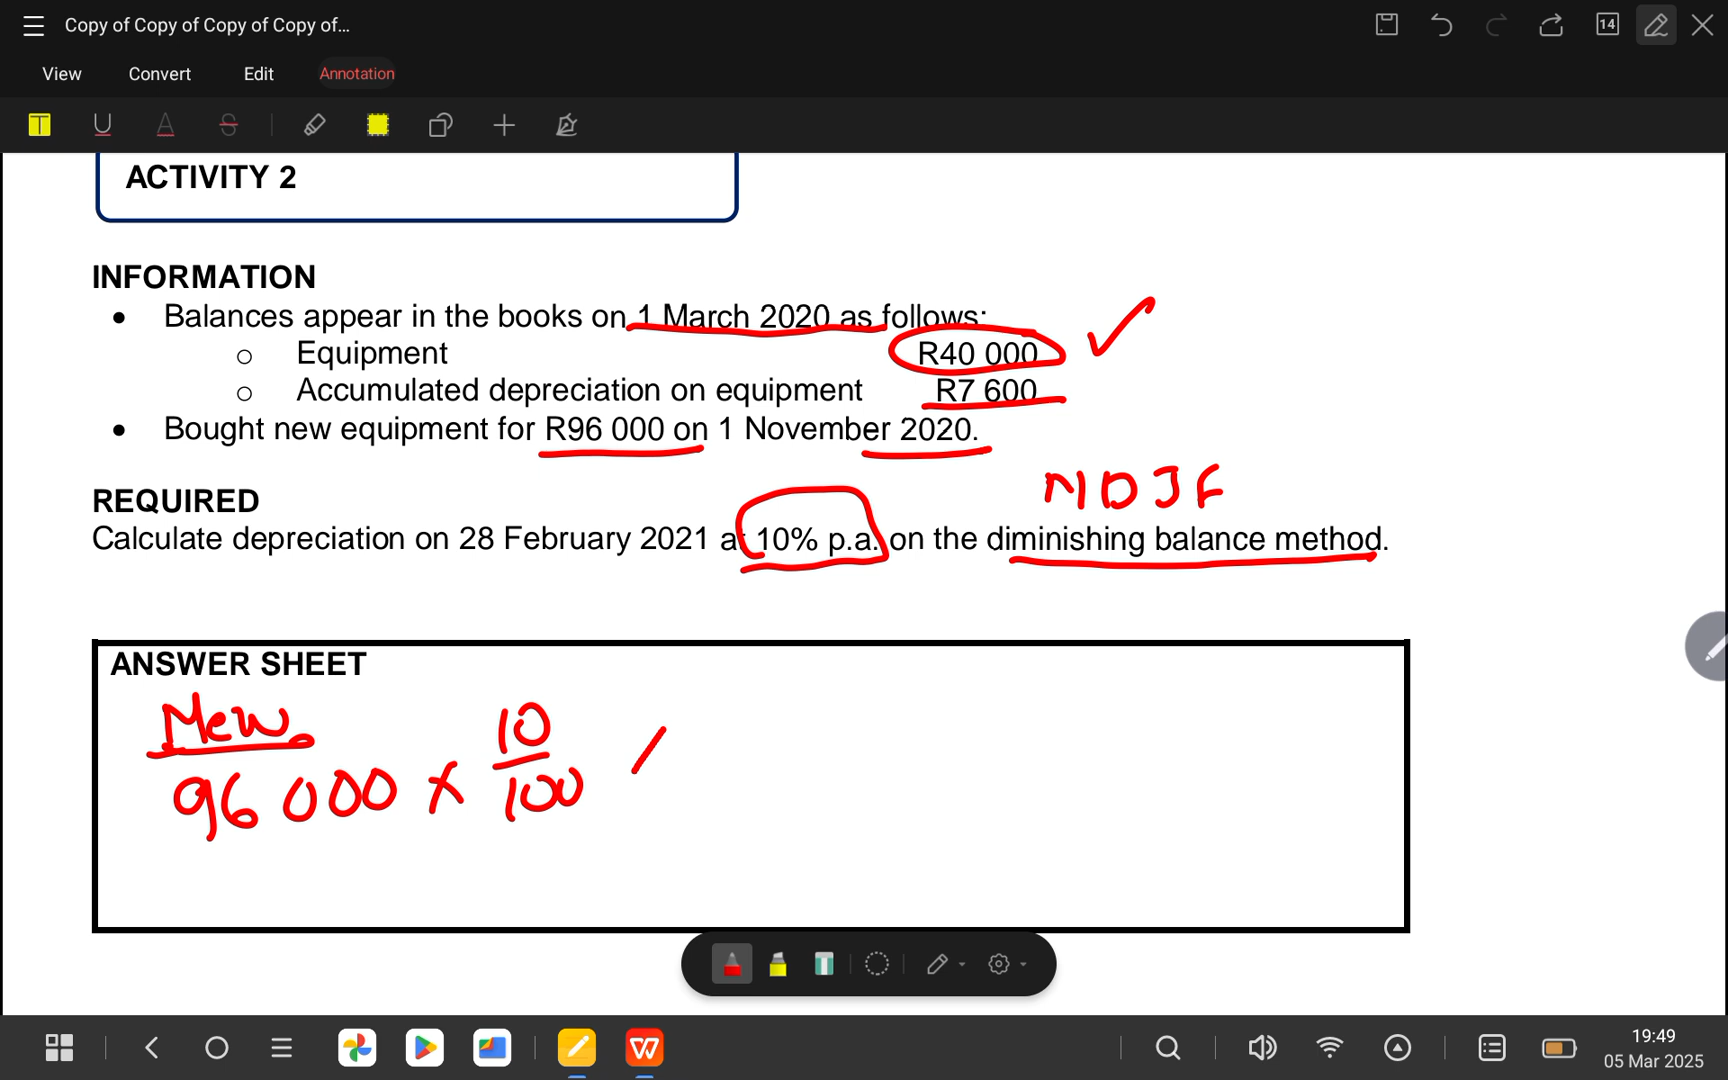 Copy of Copy of Copy of Copy of...
14
View Convert Edit Annotation
T U A S
ACTIVITY 2
INFORMATION
• Balances appear in the books on 1 March 2020 as follows:
o Equipment R40 000
o Accumulated depreciation on equipment R7 600
• Bought new equipment for R96 000 on 1 November 2020.
N D J F
REQUIRED
Calculate depreciation on 28 February 2021 at 10% p.a. on the diminishing balance method.
ANSWER SHEET
New
96 000 × 10/100
19:49
05 Mar 2025